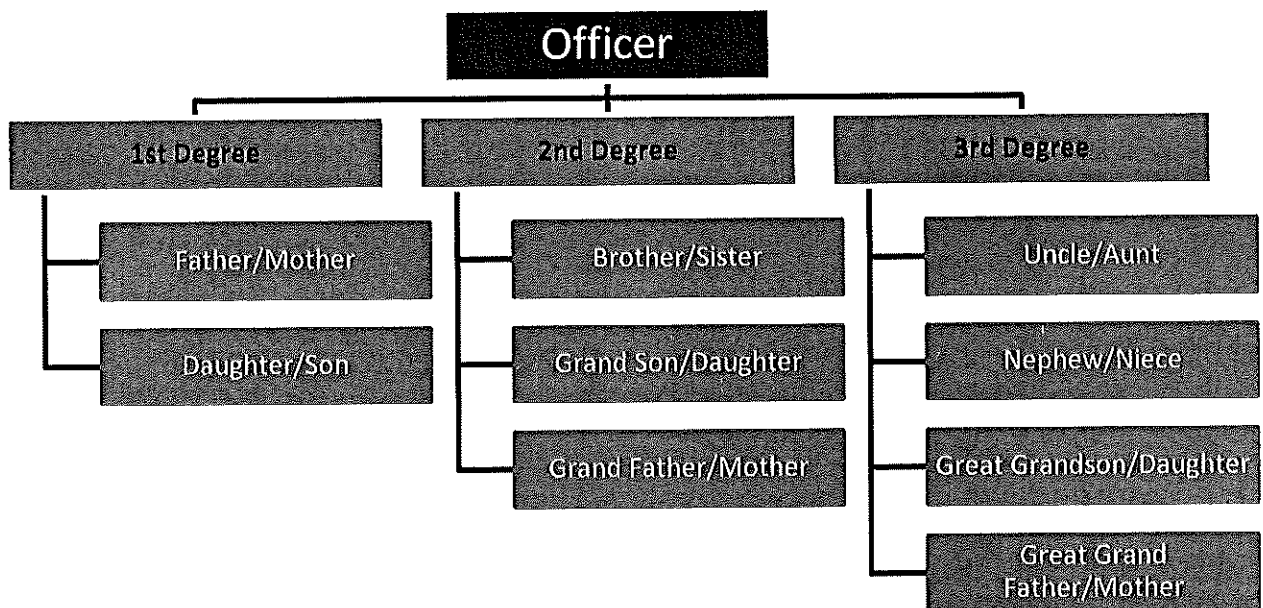 Officer
1st Degree
Father/Mother
Daughter/Son
2nd Degree
Brother/Sister
Grand Son/Daughter
Grand Father/Mother
3rd Degree
Uncle/Aunt
Nephew/Niece
Great Grandson/Daughter
Great Grand
Father/Mother